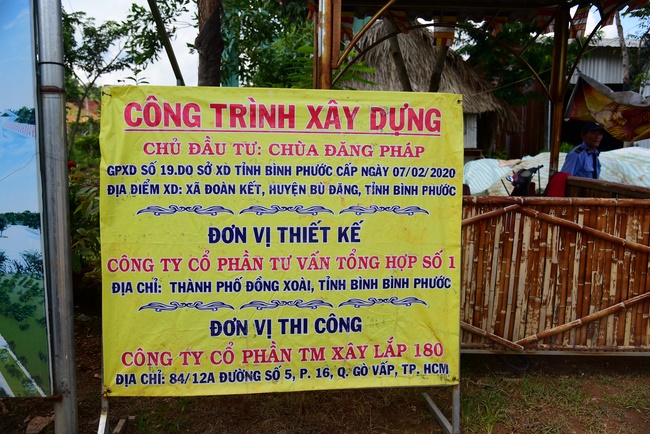 CÔNG TRÌNH XÂY DỰNG
CHỦ ĐẦU TƯ: CHÙA ĐĂNG PHÁP
GPXD SỐ 19.DO SỞ XD TỈNH BÌNH PHƯỚC CẤP NGÀY 07/02/2020
ĐỊA ĐIỂM XD: XÃ ĐOÀN KẾT, HUYỆN BÙ ĐĂNG, TỈNH BÌNH PHƯỚC
ĐƠN VỊ THIẾT KẾ
CÔNG TY CỔ PHẦN TƯ VẤN TỔNG HỢP SỐ 1
ĐỊA CHỈ: THÀNH PHỐ ĐỒNG XOÀI, TỈNH BÌNH BÌNH PHƯỚC
ĐƠN VỊ THI CÔNG
CÔNG TY CỔ PHẦN TM XÂY LẮP 180
ĐỊA CHỈ: 84/12A ĐƯỜNG SỐ 5, P. 16, Q. GÒ VẤP, TP. HCM